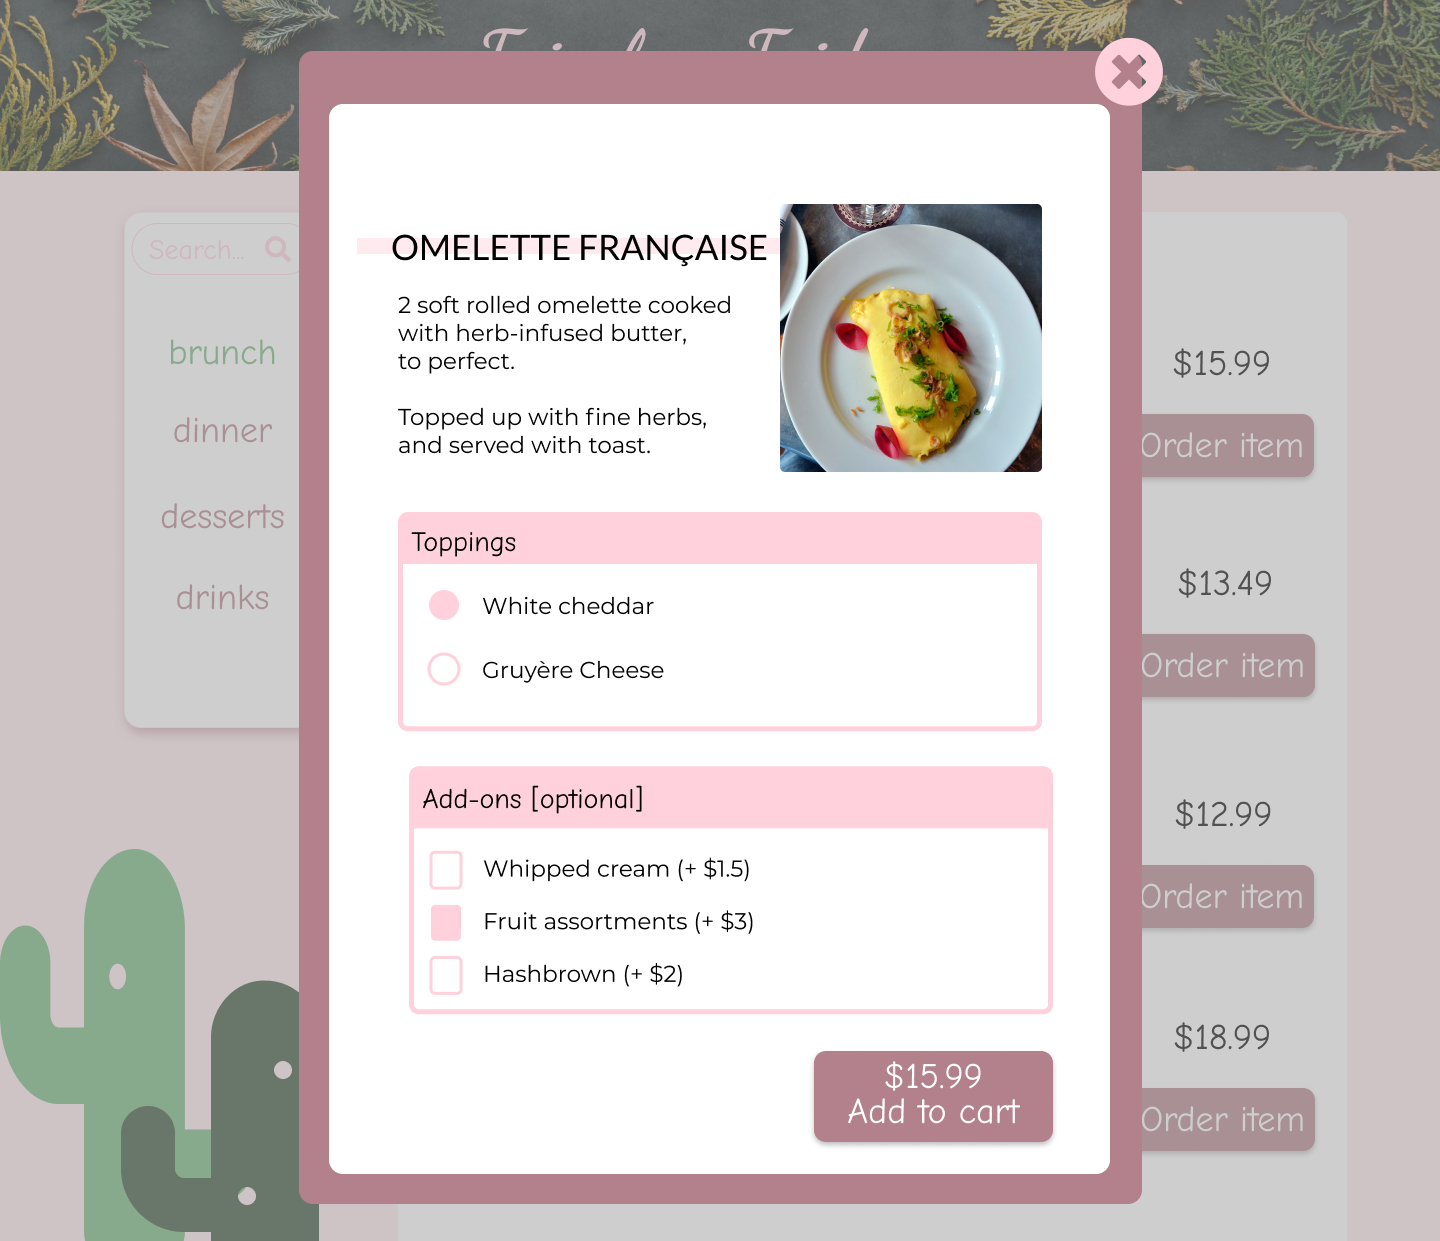 Search...
brunch
dinner
desserts
drinks
OMELETTE FRANÇAISE
2 soft rolled omelette cooked
with herb-infused butter,
to perfect.
Topped up with fine herbs,
and served with toast.
Toppings
White cheddar
Gruyère Cheese
Add-ons [optional]
Whipped cream (+ $1.5)
Fruit assortments (+ $3)
Hashbrown (+ $2)
$15.99
Add to cart
$15.99
Order item
$13.49
Order item
$12.99
Order item
$18.99
Order item